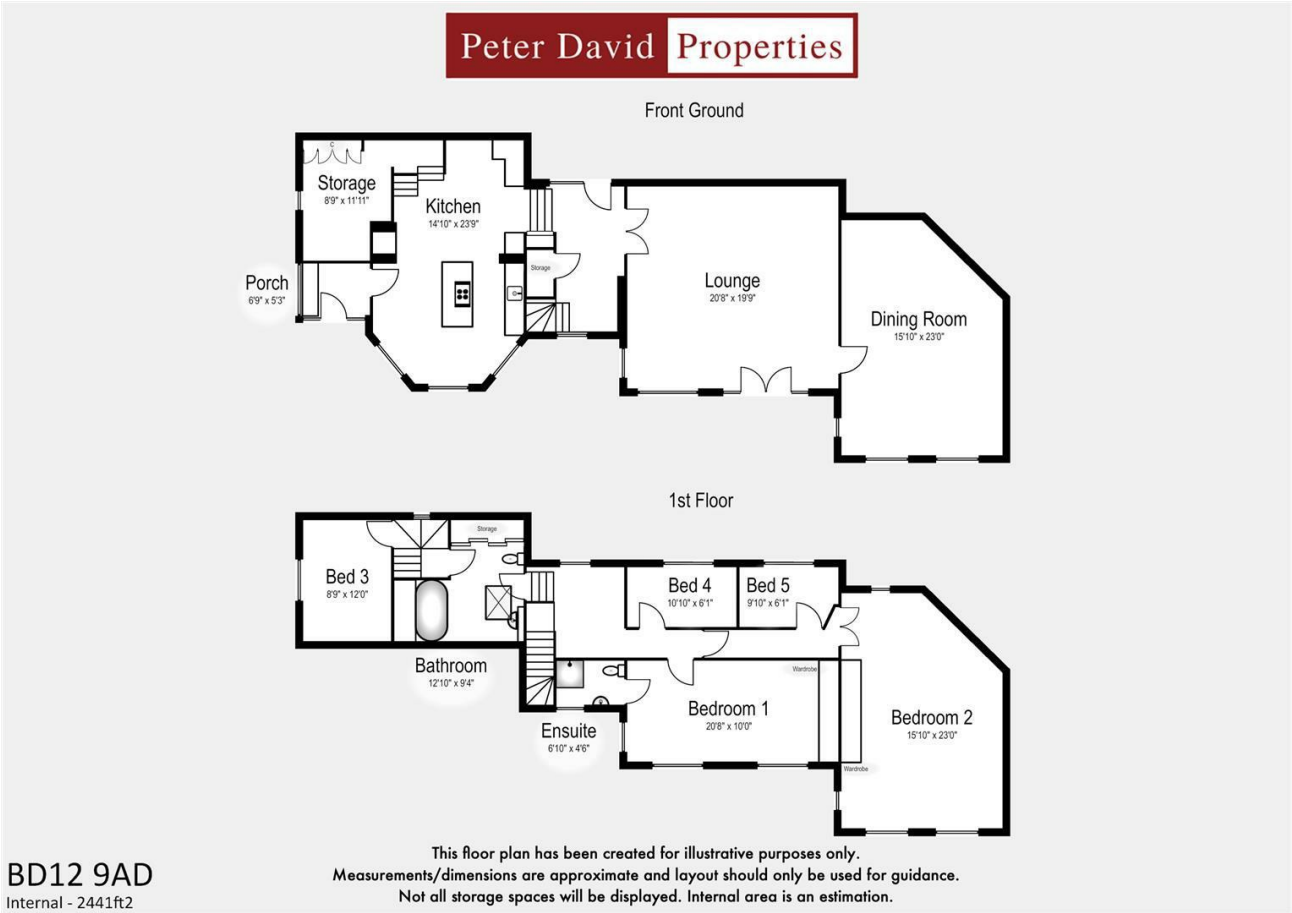 Peter David Properties
Front Ground
C
Storage
8'9" x 11'11"
Kitchen
14'10" x 23'9"
Storage
Porch
6'9" x 5'3"
Lounge
20'8" x 19'9"
Dining Room
15'10" x 23'0"
1st Floor
Storage
Bed 3
8'9" x 12'0"
Bed 4
10'10" x 6'1"
Bed 5
9'10" x 6'1"
Bathroom
12'10" x 9'4"
Wardrobe
Bedroom 1
20'8" x 10'0"
Bedroom 2
15'10" x 23'0"
Ensuite
6'10" x 4'6"
Wardrobe
BD12 9AD
Internal - 2441ft2
This floor plan has been created for illustrative purposes only.
Measurements/dimensions are approximate and layout should only be used for guidance.
Not all storage spaces will be displayed. Internal area is an estimation.